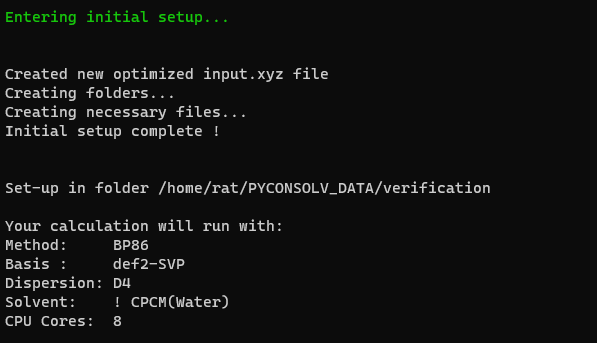 Entering initial setup...
Created new optimized input.xyz file
Creating folders...
Creating necessary files...
Initial setup complete !
Set-up in folder /home/rat/PYCONSOLV_DATA/verification
Your calculation will run with:
Method:     BP86
Basis :     def2-SVP
Dispersion: D4
Solvent:    ! CPCM(Water)
CPU Cores:  8